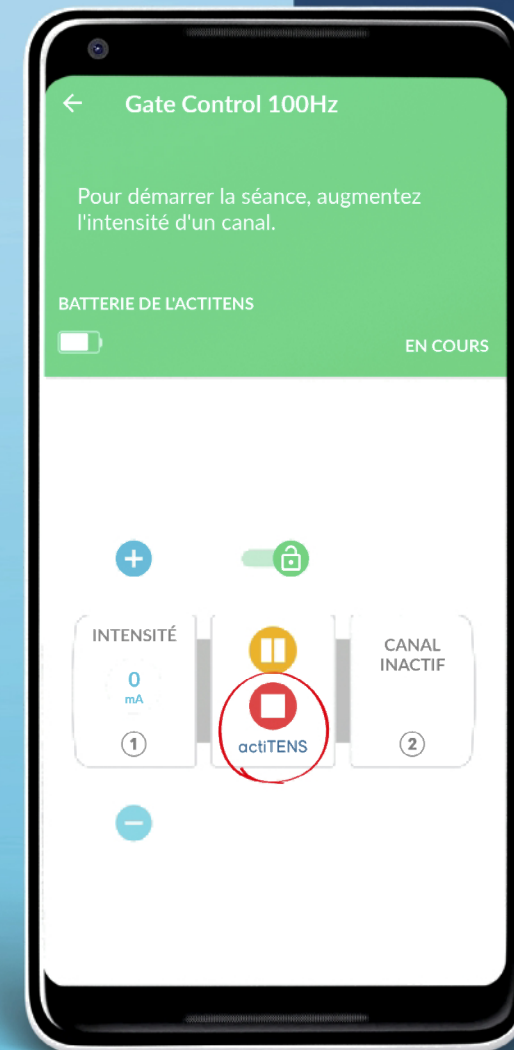 Gate Control 100Hz
Pour démarrer la séance, augmentez
l'intensité d'un canal.
BATTERIE DE L'ACTITENS
EN COURS
INTENSITÉ
0
mA
1
actiTENS
CANAL
INACTIF
2